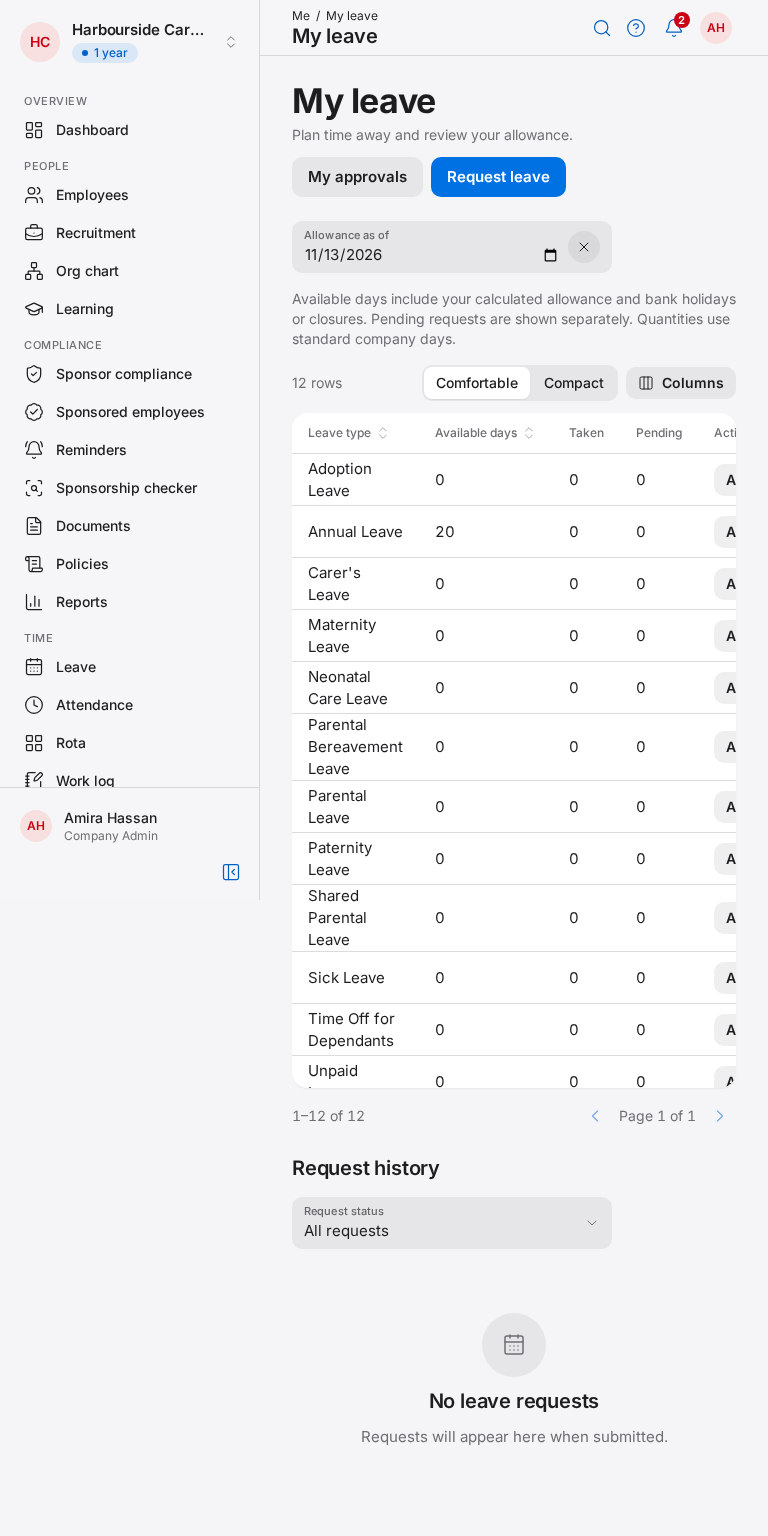 HC
Harbourside Car...
1 year
OVERVIEW
Dashboard
PEOPLE
Employees
Recruitment
Org chart
Learning
COMPLIANCE
Sponsor compliance
Sponsored employees
Reminders
Sponsorship checker
Documents
Policies
Reports
TIME
Leave
Attendance
Rota
Work log
AH
Amira Hassan
Company Admin
Me / My leave
My leave
2
AH
My leave
Plan time away and review your allowance.
My approvals
Request leave
Allowance as of
11/13/2026
Available days include your calculated allowance and bank holidays
or closures. Pending requests are shown separately. Quantities use
standard company days.
12 rows
Comfortable
Compact
Columns
Leave type Available days Taken Pending Acti
Adoption
Leave
0 0 0 A
Annual Leave 20 0 0 A
Carer's
Leave
0 0 0 A
Maternity
Leave
0 0 0 A
Neonatal
Care Leave
0 0 0 A
Parental
Bereavement
Leave
0 0 0 A
Parental
Leave
0 0 0 A
Paternity
Leave
0 0 0 A
Shared
Parental
Leave
0 0 0 A
Sick Leave 0 0 0 A
Time Off for
Dependants
0 0 0 A
Unpaid
0 0 0 A
1–12 of 12
Page 1 of 1
Request history
Request status
All requests
No leave requests
Requests will appear here when submitted.